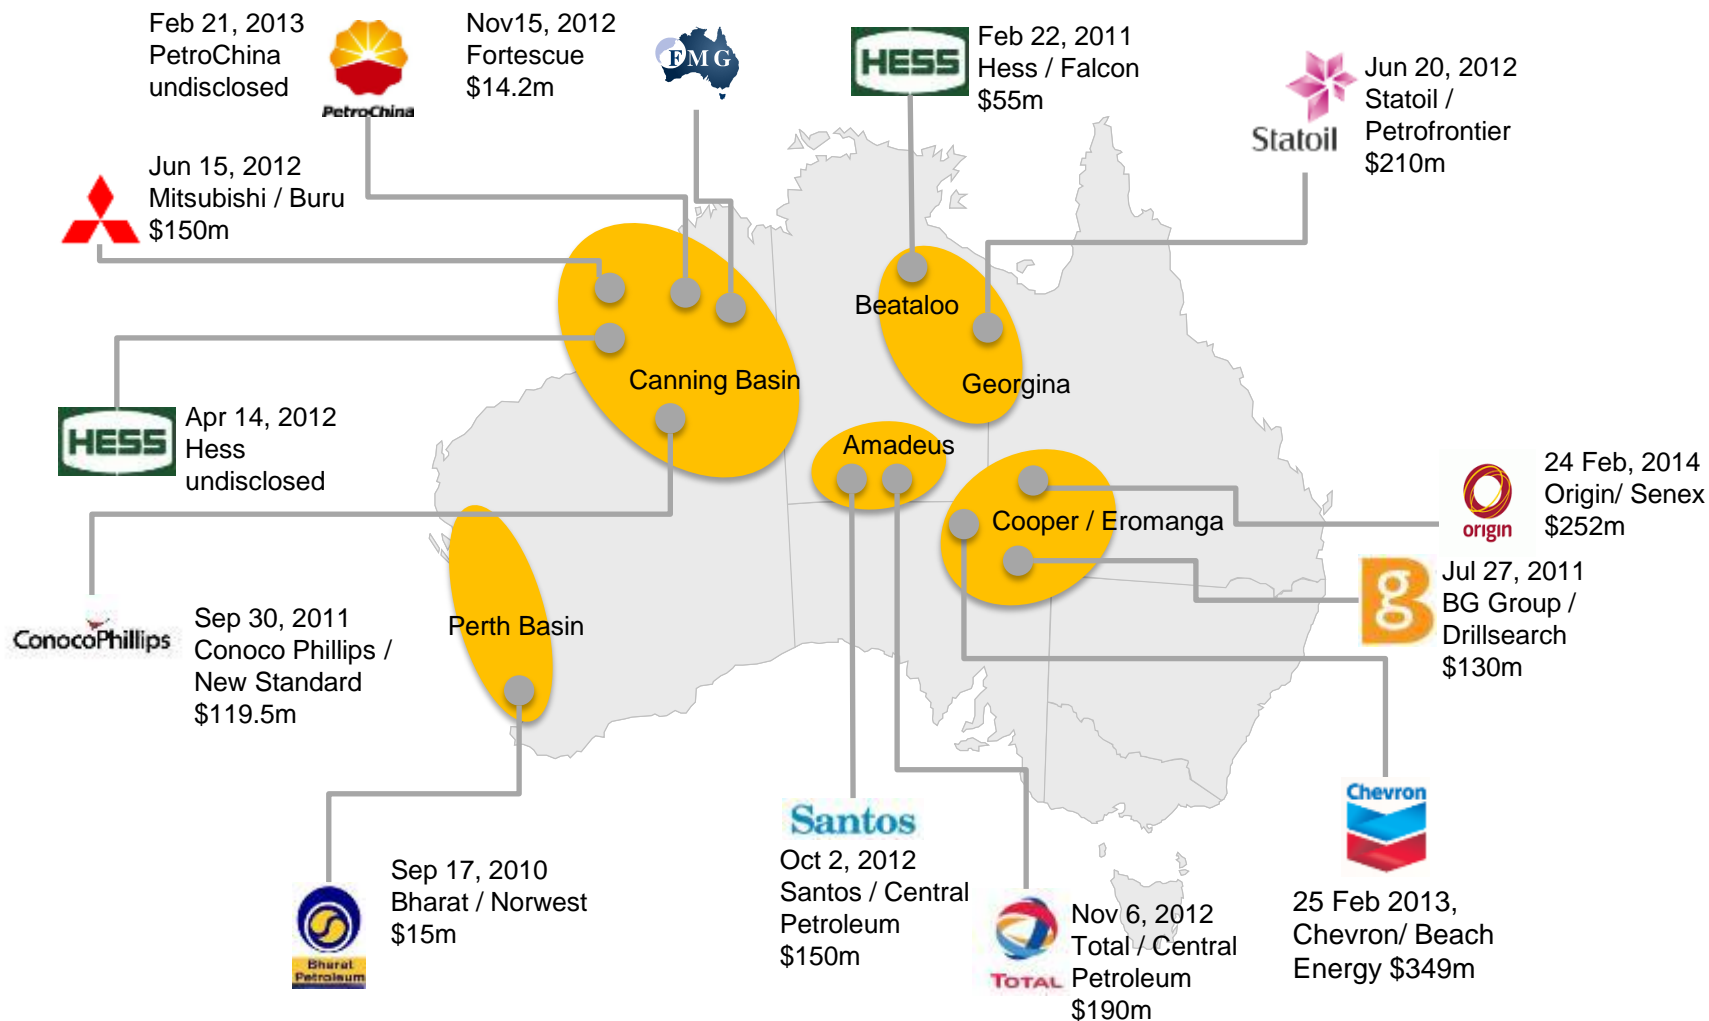 Feb 21, 2013
PetroChina
undisclosed
PetroChina
Nov15, 2012
Fortescue
$14.2m
FMG
HESS
Feb 22, 2011
Hess / Falcon
$55m
Statoil
Jun 20, 2012
Statoil /
Petrofrontier
$210m
Jun 15, 2012
Mitsubishi / Buru
$150m
Beataloo
Georgina
Canning Basin
HESS
Apr 14, 2012
Hess
undisclosed
Amadeus
Cooper / Eromanga
origin
24 Feb, 2014
Origin/ Senex
$252m
Bg
Jul 27, 2011
BG Group /
Drillsearch
$130m
ConocoPhillips
Sep 30, 2011
Conoco Phillips /
New Standard
$119.5m
Perth Basin
Bharat
Petroleum
Sep 17, 2010
Bharat / Norwest
$15m
Santos
Oct 2, 2012
Santos / Central
Petroleum
$150m
TOTAL
Nov 6, 2012
Total / Central
Petroleum
$190m
Chevron
25 Feb 2013,
Chevron/ Beach
Energy $349m